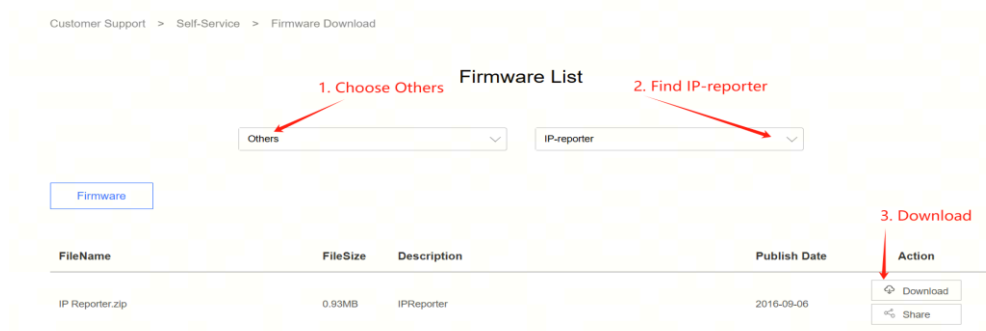 Customer Support > Self-Service > Firmware Download
Firmware List
1. Choose Others
2. Find IP-reporter
Others
IP-reporter
Firmware
3. Download
FileName FileSize Description Publish Date Action
IP Reporter.zip 0.93MB IPReporter 2016-09-06
Download
Share